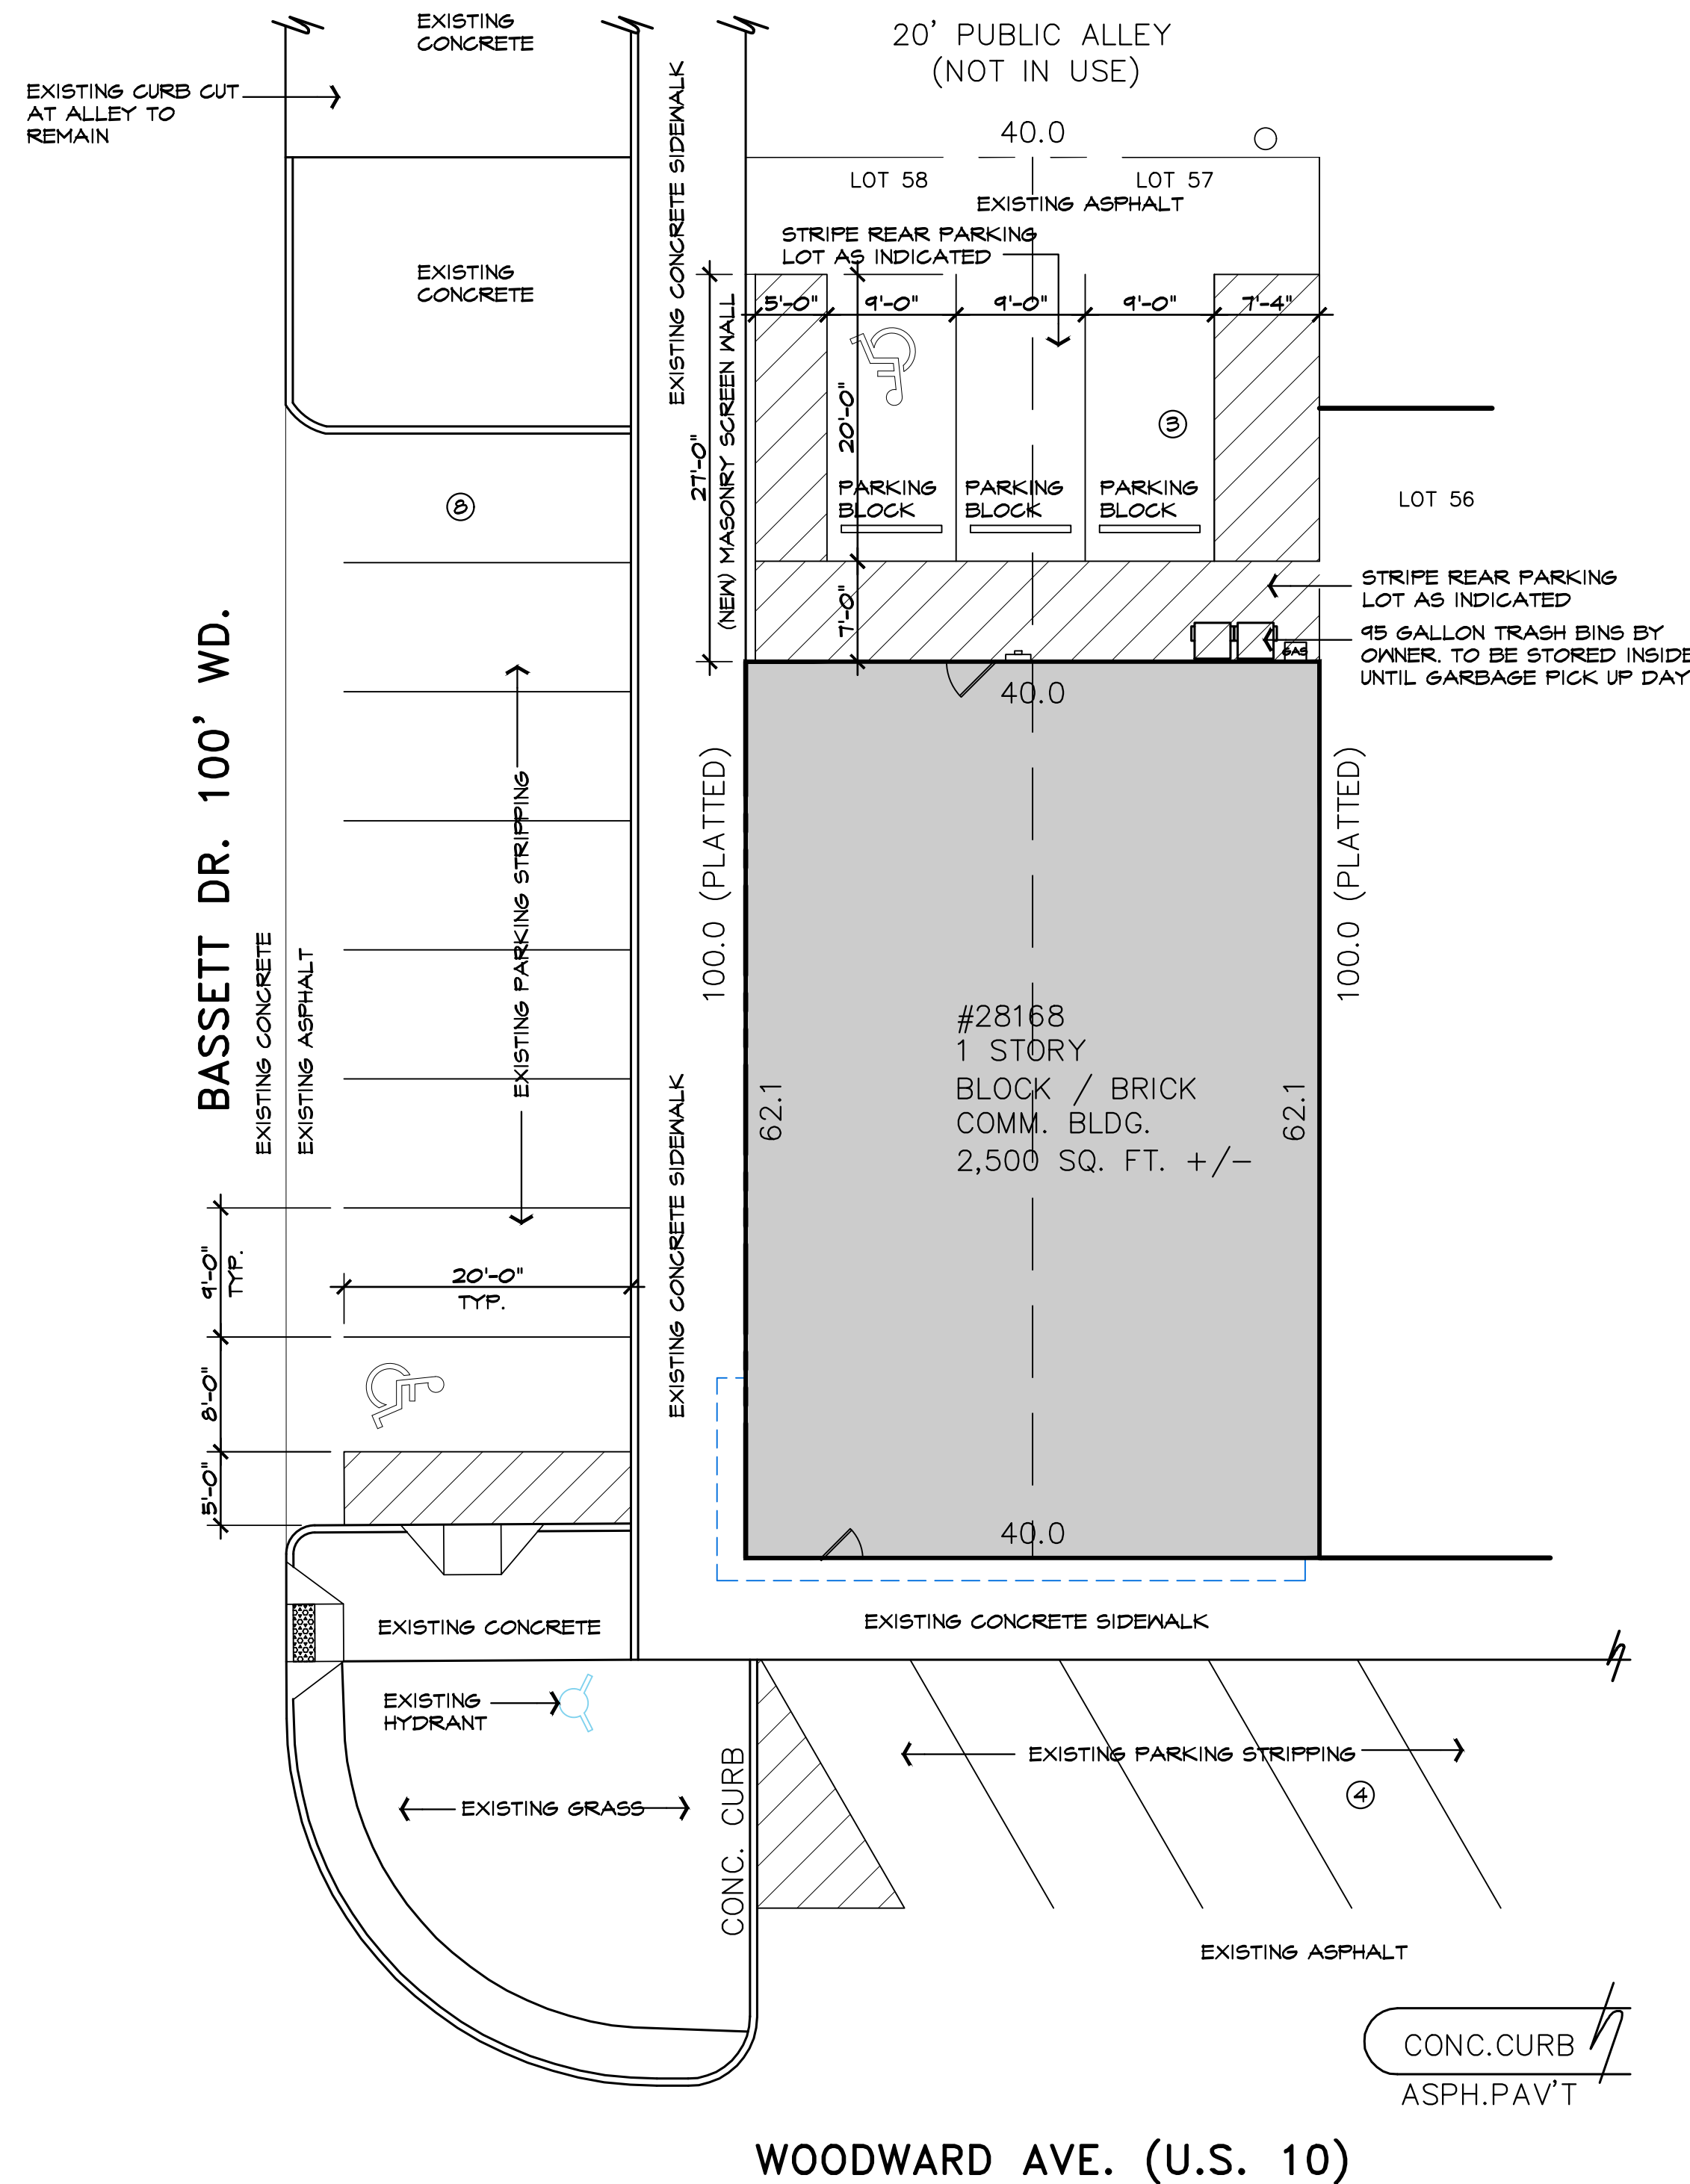 EXISTING
CONCRETE
20' PUBLIC ALLEY
(NOT IN USE)
EXISTING CURB CUT
AT ALLEY TO
REMAIN
EXISTING CONCRETE SIDEWALK
40.0
LOT 58
LOT 57
EXISTING ASPHALT
STRIPE REAR PARKING
LOT AS INDICATED
EXISTING
CONCRETE
5'-0"
9'-0"
9'-0"
9'-0"
7'-4"
27'-0"
(NEW) MASONRY SCREEN WALL
20'-0"
3
PARKING
BLOCK
PARKING
BLOCK
PARKING
BLOCK
LOT 56
8
7'-0"
STRIPE REAR PARKING
LOT AS INDICATED
95 GALLON TRASH BINS BY
OWNER. TO BE STORED INSIDE
UNTIL GARBAGE PICK UP DAY
GAS
40.0
BASSETT DR. 100' WD.
EXISTING CONCRETE
EXISTING ASPHALT
EXISTING PARKING STRIPPING
100.0 (PLATTED)
100.0 (PLATTED)
#28168
1 STORY
BLOCK / BRICK
COMM. BLDG.
2,500 SQ. FT. +/-
62.1
62.1
EXISTING CONCRETE SIDEWALK
9'-0"
TYP.
20'-0"
TYP.
8'-0"
5'-0"
40.0
EXISTING CONCRETE
EXISTING CONCRETE SIDEWALK
EXISTING
HYDRANT
EXISTING PARKING STRIPPING
4
EXISTING GRASS
CONC. CURB
EXISTING ASPHALT
CONC.CURB
ASPH.PAV'T
WOODWARD AVE. (U.S. 10)